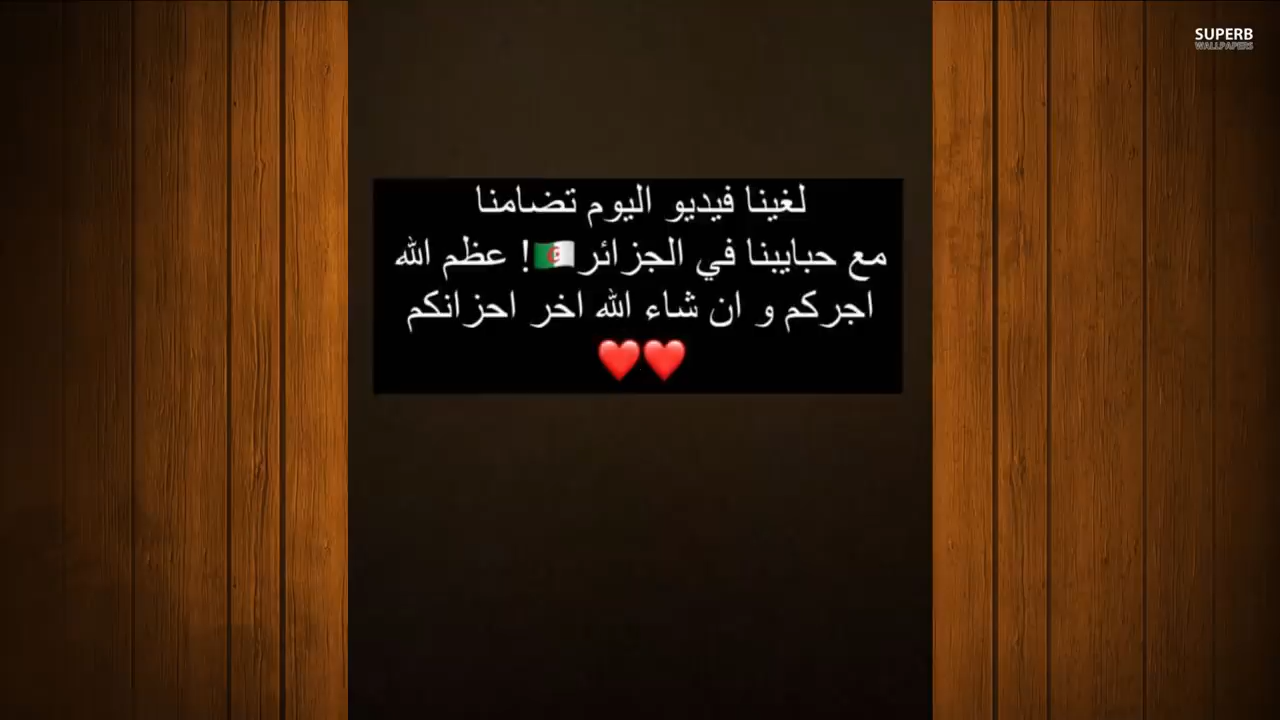 SUPERB
WALLPAPERS
لغينا فيديو اليوم تضامنا
مع حبايبنا في الجزائر🇩🇿! عظم الله
اجركم و ان شاء الله اخر احزانكم
❤️❤️